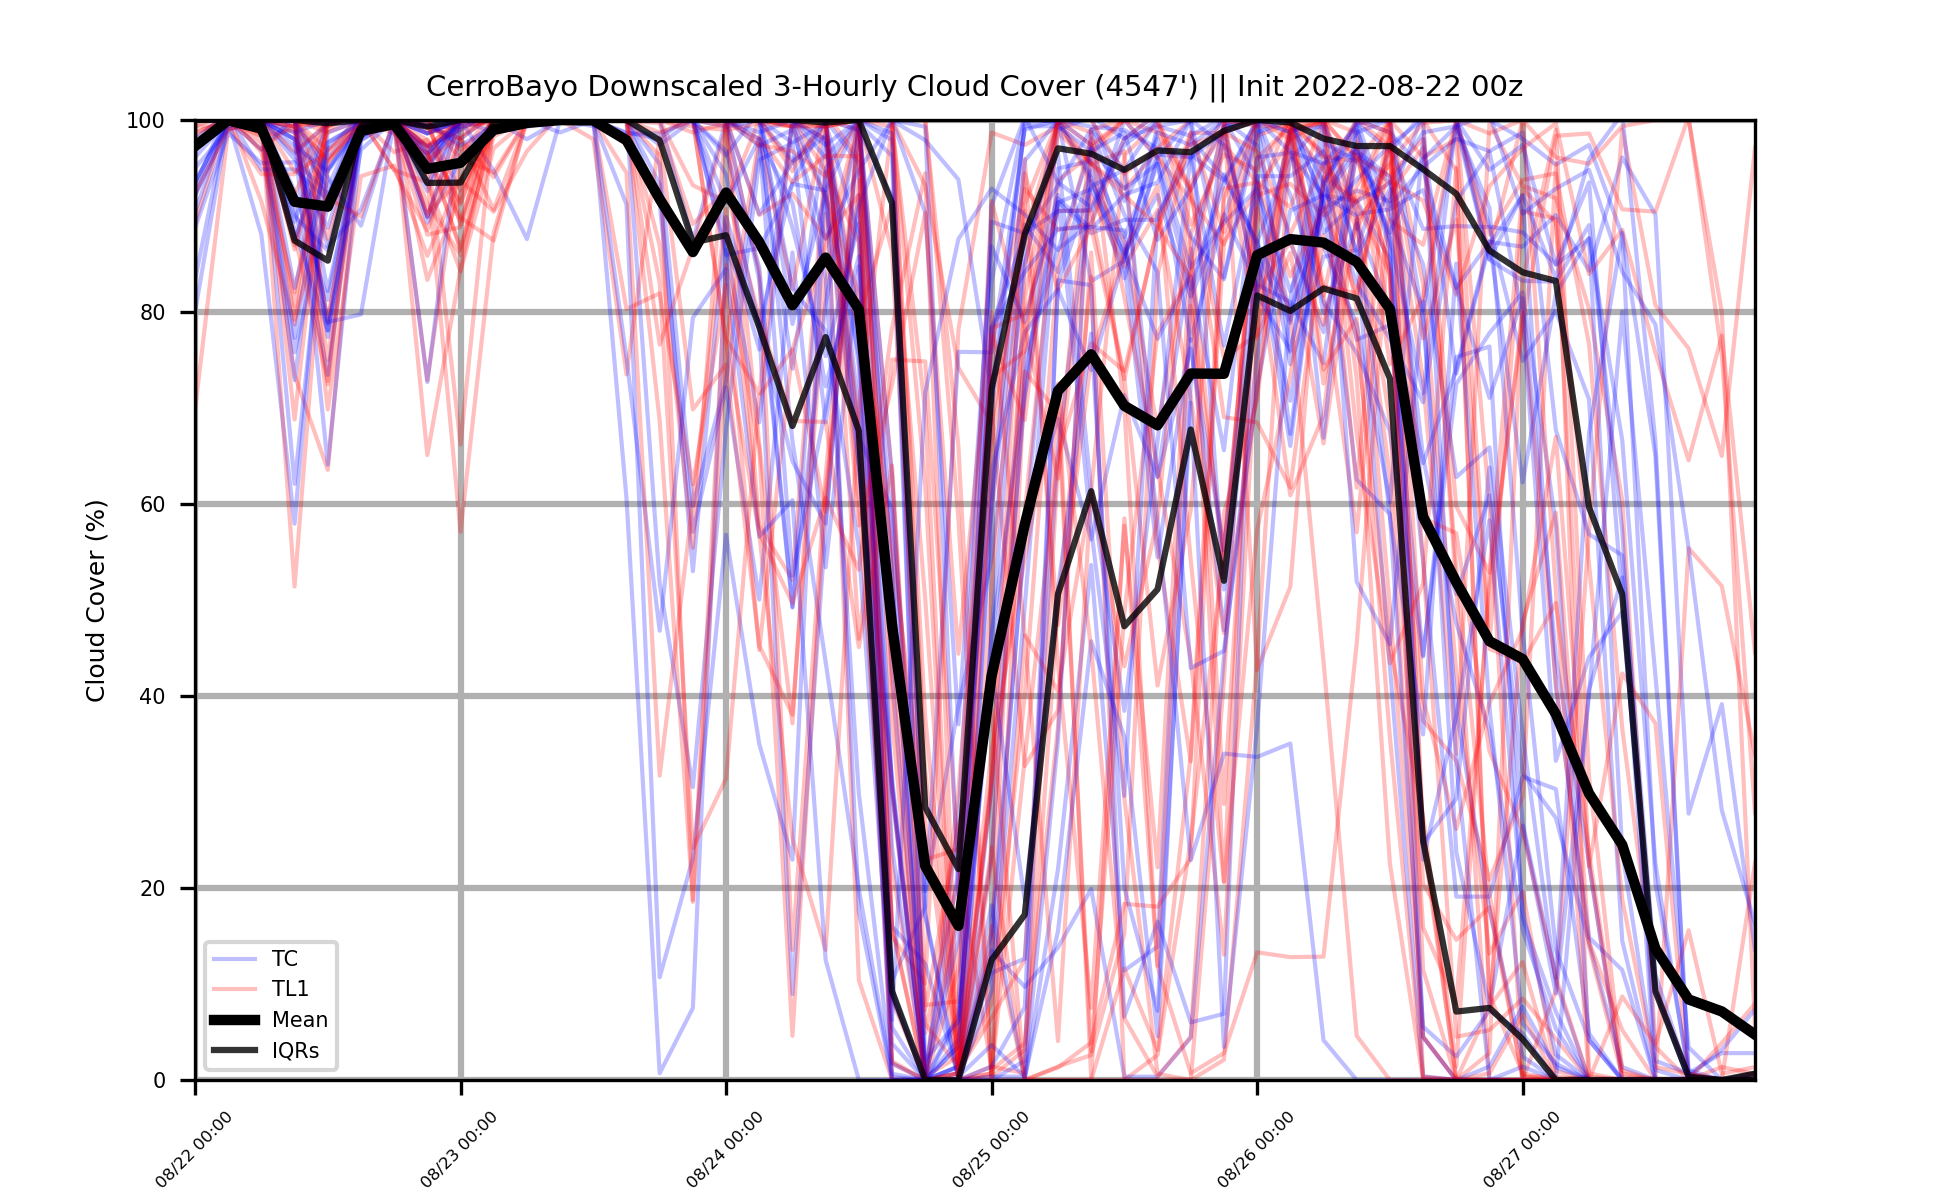 CerroBayo Downscaled 3-Hourly Cloud Cover (4547') || Init 2022-08-22 00z
Cloud Cover (%)
100
80
60
40
20
0
TC
TL1
Mean
IQRs
08/22 00:00
08/23 00:00
08/24 00:00
08/25 00:00
08/26 00:00
08/27 00:00